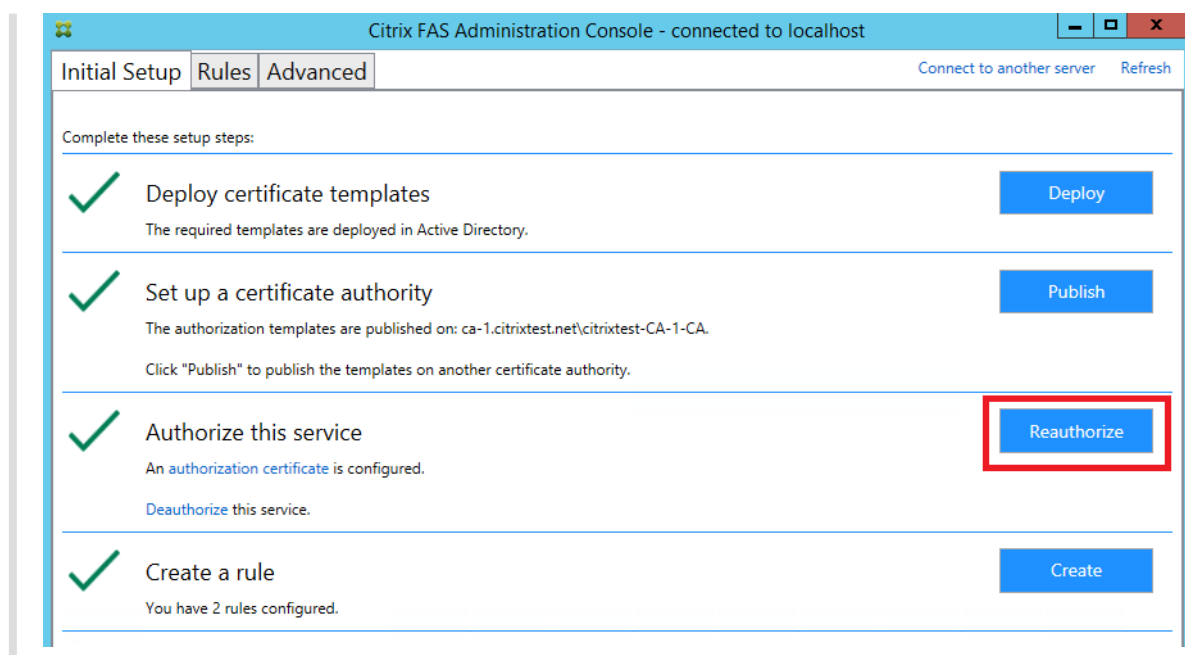 Citrix FAS Administration Console - connected to localhost
Initial Setup Rules Advanced Connect to another server Refresh
Complete these setup steps:
Deploy certificate templates
Deploy
The required templates are deployed in Active Directory.
Set up a certificate authority
Publish
The authorization templates are published on: ca-1.citrixtest.net\citrixtest-CA-1-CA.
Click "Publish" to publish the templates on another certificate authority.
Authorize this service
Reauthorize
An authorization certificate is configured.
Deauthorize this service.
Create a rule
Create
You have 2 rules configured.